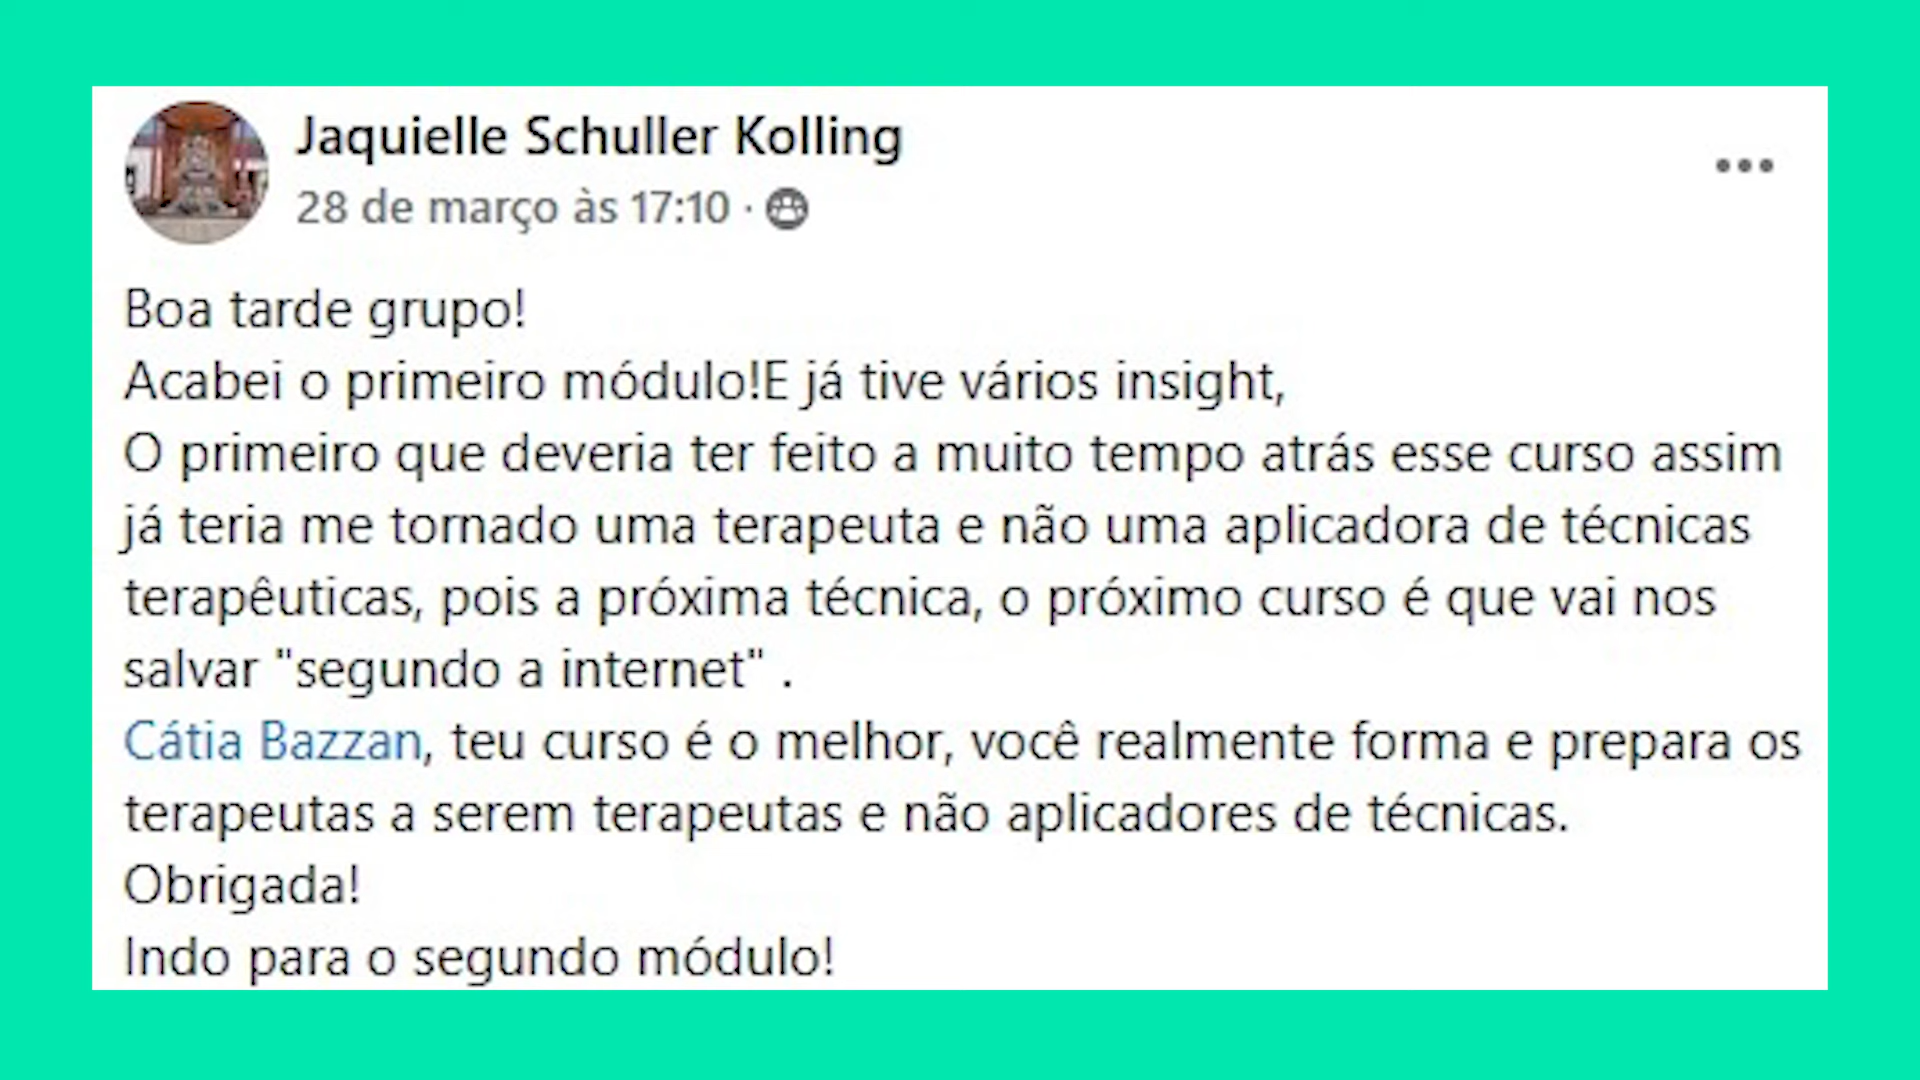 Jaquielle Schuller Kolling
28 de março às 17:10 ·
Boa tarde grupo!
Acabei o primeiro módulo!E já tive vários insight,
O primeiro que deveria ter feito a muito tempo atrás esse curso assim
já teria me tornado uma terapeuta e não uma aplicadora de técnicas
terapêuticas, pois a próxima técnica, o próximo curso é que vai nos
salvar "segundo a internet" .
Cátia Bazzan, teu curso é o melhor, você realmente forma e prepara os
terapeutas a serem terapeutas e não aplicadores de técnicas.
Obrigada!
Indo para o segundo módulo!